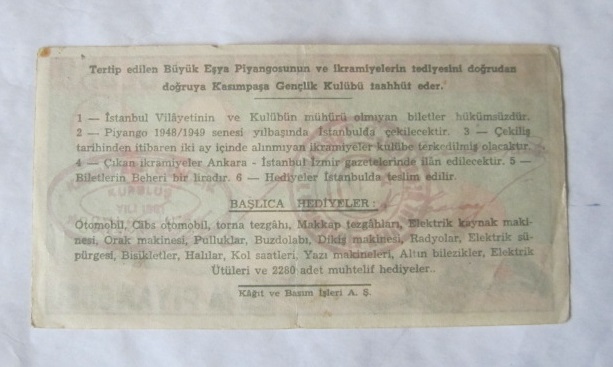 Tertip edilen Büyük Eşya Piyangosunun ve ikramiyelerin tediyesini doğrudan
doğruya Kasımpaşa Gençlik Kulübü taahhüt eder.
1 — İstanbul Vilâyetinin ve Kulübün mühürü olmıyan biletler hükümsüzdür.
2 — Piyango 1948/1949 senesi yılbaşında İstanbulda çekilecektir. 3 — Çekiliş
tarihinden itibaren iki ay içinde alınmıyan ikramiyeler kulübe terkedilmiş olacaktır.
4 — Çıkan ikramiyeler Ankara - İstanbul İzmir gazetelerinde ilân edilecektir. 5 —
Biletlerin Beheri bir liradır. 6 — Hediyeler İstanbulda teslim edilir.
BAŞLICA HEDİYELER :
Otomobil, Cibs otomobil, torna tezgâhı, Makkap tezgâhları, Elektrik kaynak maki-
nesi, Orak makinesi, Pulluklar, Buzdolabı, Dikiş makinesi, Radyolar, Elektrik sü-
pürgesi, Bisikletler, Halılar, Kol saatleri, Yazı makineleri, Altın bilezikler, Elektrik
Ütüleri ve 2280 adet muhtelif hediyeler..
Kâğıt ve Basım İşleri A. Ş.